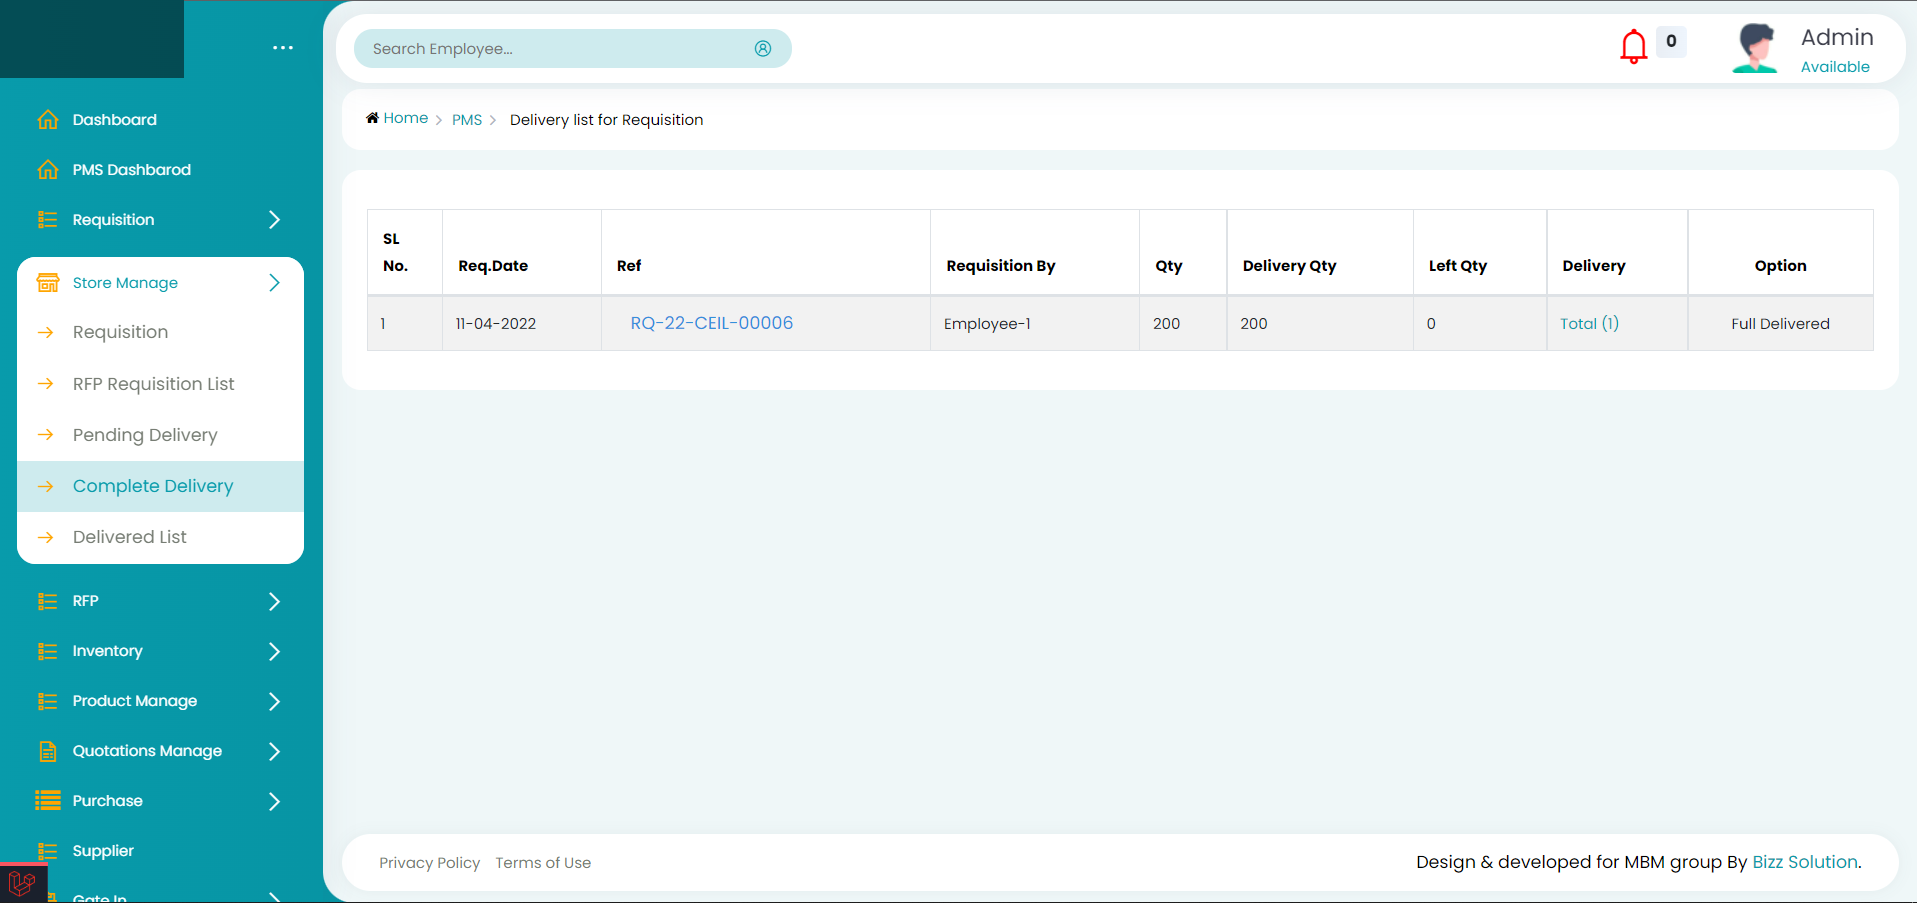 ...
Search Employee...
0
Admin
Available
Dashboard
PMS Dashbarod
Requisition
Store Manage
Requisition
RFP Requisition List
Pending Delivery
Complete Delivery
Delivered List
RFP
Inventory
Product Manage
Quotations Manage
Purchase
Supplier
Gate In
Home > PMS > Delivery list for Requisition
SL No. Req.Date Ref Requisition By Qty Delivery Qty Left Qty Delivery Option
1 11-04-2022 RQ-22-CEIL-00006 Employee-1 200 200 0 Total (1) Full Delivered
Privacy Policy Terms of Use
Design & developed for MBM group By Bizz Solution.